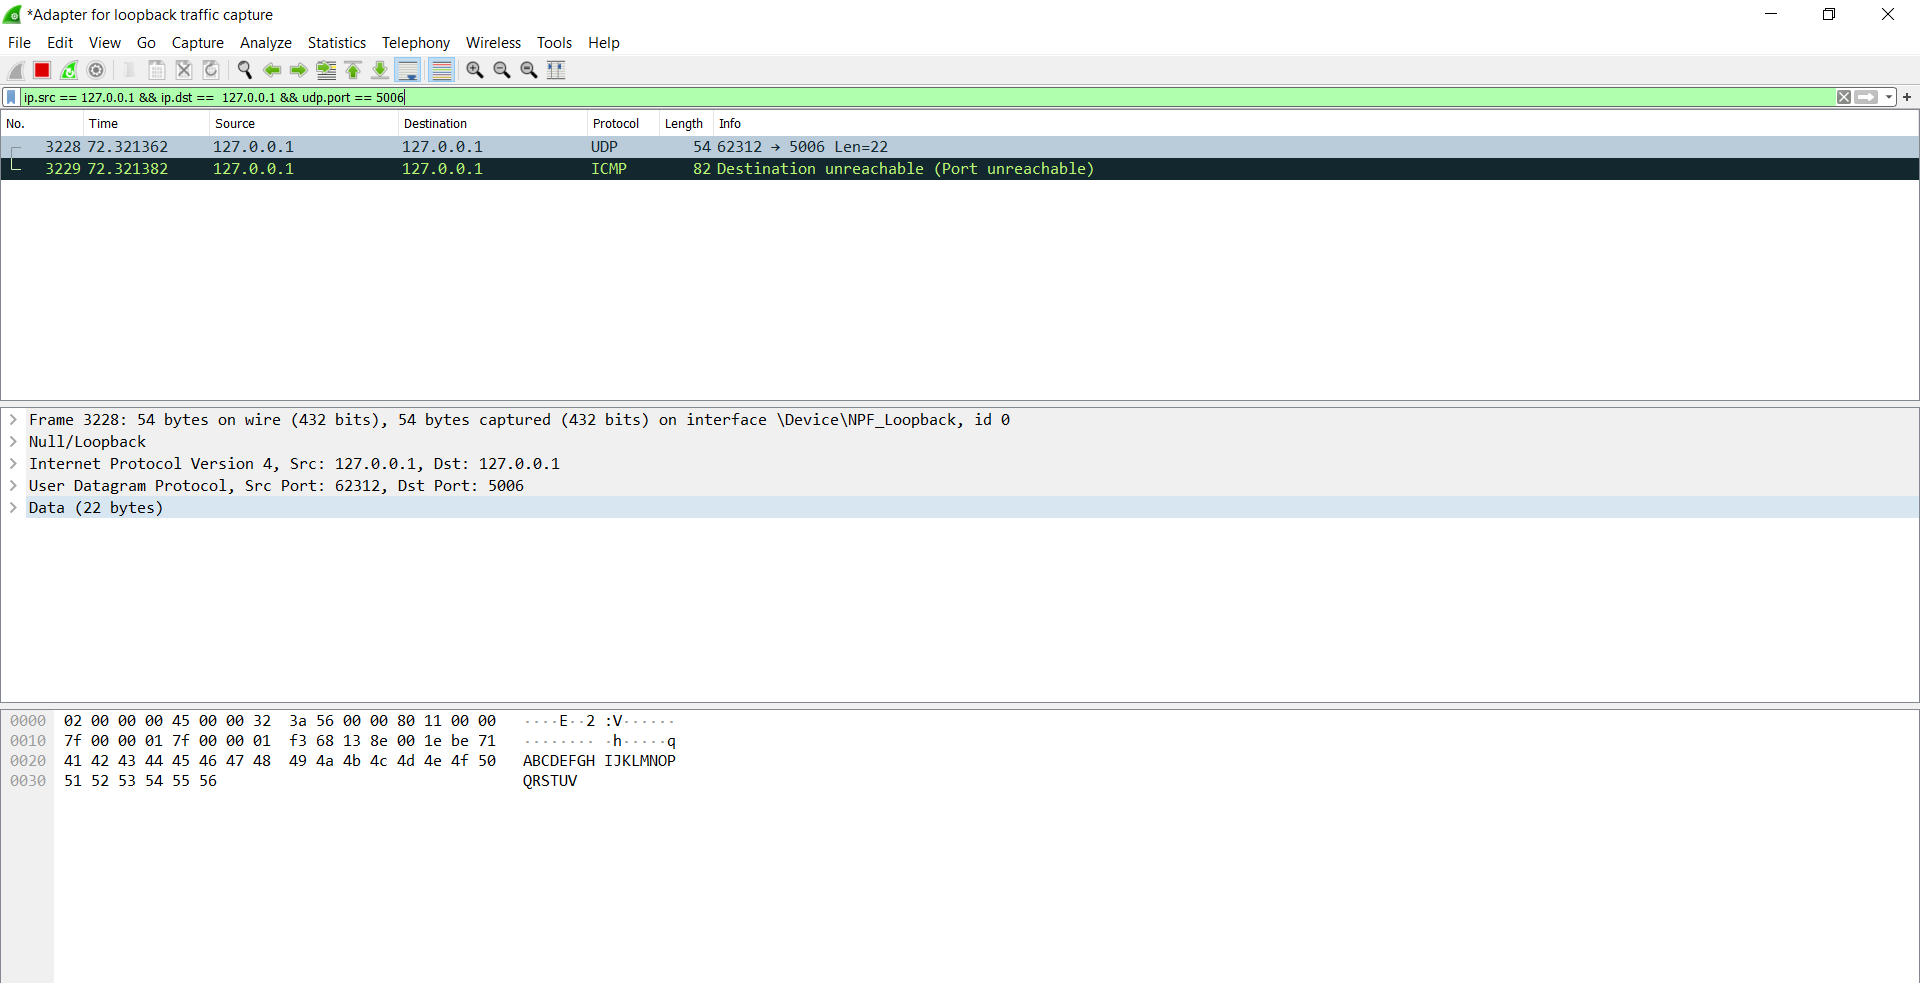 *Adapter for loopback traffic capture
File Edit View Go Capture Analyze Statistics Telephony Wireless Tools Help
ip.src == 127.0.0.1 && ip.dst ==  127.0.0.1 && udp.port == 5006
No. Time Source Destination Protocol Length Info
3228 72.321362 127.0.0.1 127.0.0.1 UDP 54 62312 → 5006 Len=22
3229 72.321382 127.0.0.1 127.0.0.1 ICMP 82 Destination unreachable (Port unreachable)
Frame 3228: 54 bytes on wire (432 bits), 54 bytes captured (432 bits) on interface \Device\NPF_Loopback, id 0
Null/Loopback
Internet Protocol Version 4, Src: 127.0.0.1, Dst: 127.0.0.1
User Datagram Protocol, Src Port: 62312, Dst Port: 5006
Data (22 bytes)
0000 02 00 00 00 45 00 00 32 3a 56 00 00 80 11 00 00 ····E··2 :V······
0010 7f 00 00 01 7f 00 00 01 f3 68 13 8e 00 1e be 71 ········ ·h·····q
0020 41 42 43 44 45 46 47 48 49 4a 4b 4c 4d 4e 4f 50 ABCDEFGH IJKLMNOP
0030 51 52 53 54 55 56 QRSTUV